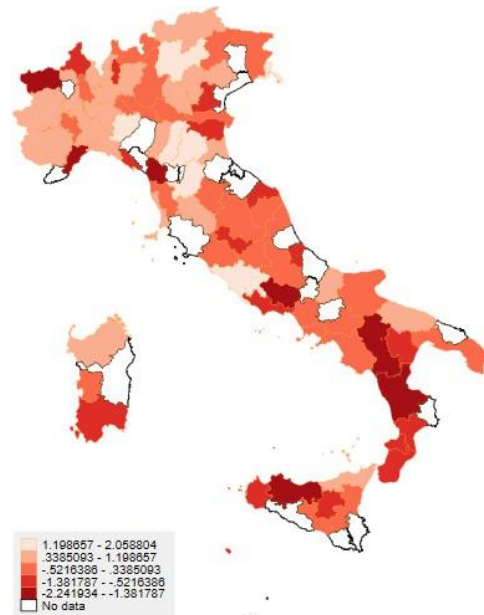 1.198657 - 2.058804
.3385093 - 1.198657
-.5216386 - .3385093
-1.381787 - -.5216386
-2.241934 - -1.381787
No data